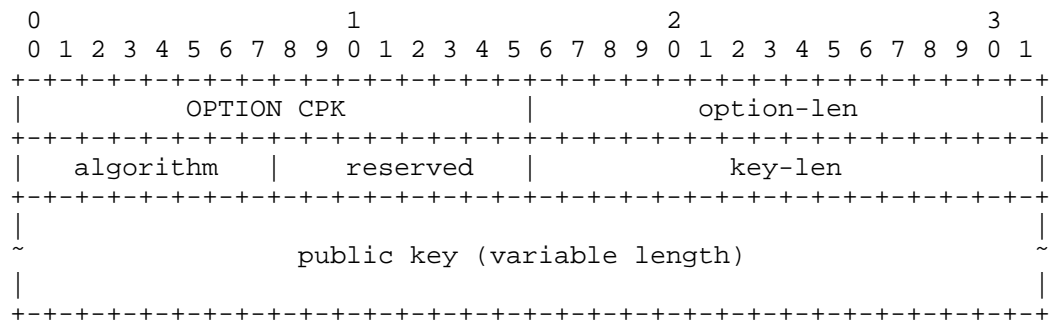 0                   1                   2                   3
 0 1 2 3 4 5 6 7 8 9 0 1 2 3 4 5 6 7 8 9 0 1 2 3 4 5 6 7 8 9 0 1
+-+-+-+-+-+-+-+-+-+-+-+-+-+-+-+-+-+-+-+-+-+-+-+-+-+-+-+-+-+-+-+-+
|          OPTION CPK           |          option-len           |
+-+-+-+-+-+-+-+-+-+-+-+-+-+-+-+-+-+-+-+-+-+-+-+-+-+-+-+-+-+-+-+-+
|   algorithm   |    reserved   |            key-len            |
+-+-+-+-+-+-+-+-+-+-+-+-+-+-+-+-+-+-+-+-+-+-+-+-+-+-+-+-+-+-+-+-+
|                                                               |
~                 public key (variable length)                  ~
|                                                               |
+-+-+-+-+-+-+-+-+-+-+-+-+-+-+-+-+-+-+-+-+-+-+-+-+-+-+-+-+-+-+-+-+